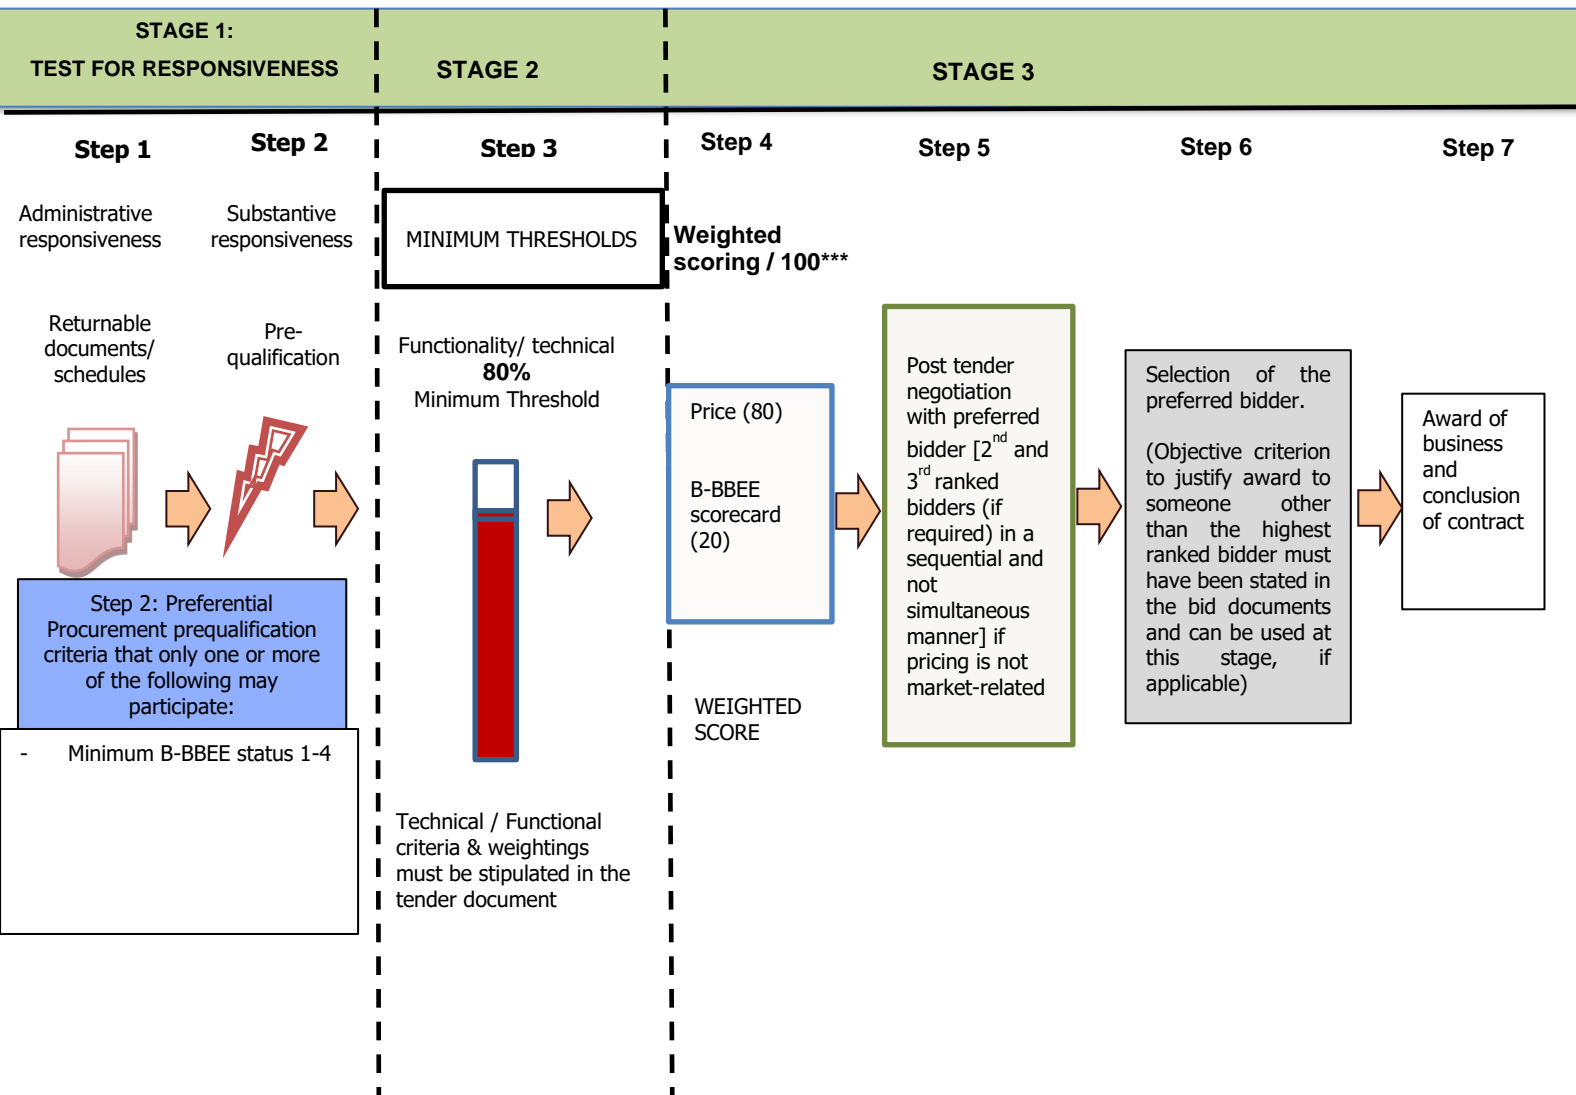 STAGE 1:
TEST FOR RESPONSIVENESS
STAGE 2
STAGE 3
Step 1
Step 2
Step 3
Step 4
Step 5
Step 6
Step 7
Administrative
responsiveness
Substantive
responsiveness
MINIMUM THRESHOLDS
Weighted
scoring / 100***
Returnable
documents/
schedules
Pre-
qualification
Functionality/ technical
80%
Minimum Threshold
Price (80)
B-BBEE
scorecard
(20)
Post tender
negotiation
with preferred
bidder [2nd and
3rd ranked
bidders (if
required) in a
sequential and
not
simultaneous
manner] if
pricing is not
market-related
Selection of the
preferred bidder.
(Objective criterion
to justify award to
someone other
than the highest
ranked bidder must
have been stated in
the bid documents
and can be used at
this stage, if
applicable)
Award of
business
and
conclusion
of contract
Step 2: Preferential
Procurement prequalification
criteria that only one or more
of the following may
participate:
- Minimum B-BBEE status 1-4
WEIGHTED
SCORE
Technical / Functional
criteria & weightings
must be stipulated in the
tender document